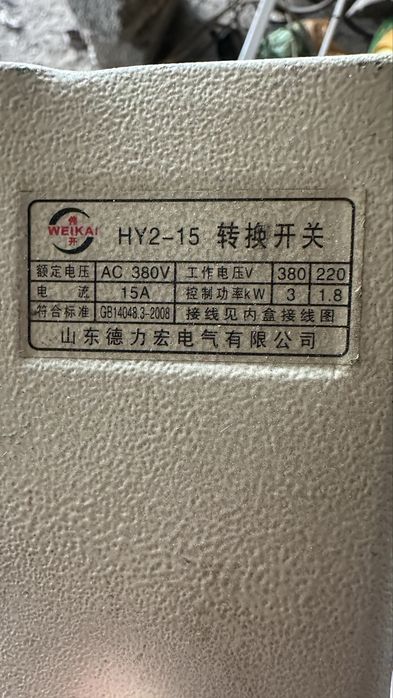 伟
WEIKAI
开
HY2-15 转换开关
额定电压 AC 380V 工作电压V 380 220
电 流 15A 控制功率kW 3 1.8
符合标准 GB14048.3-2008 接线见内盒接线图
山东德力宏电气有限公司